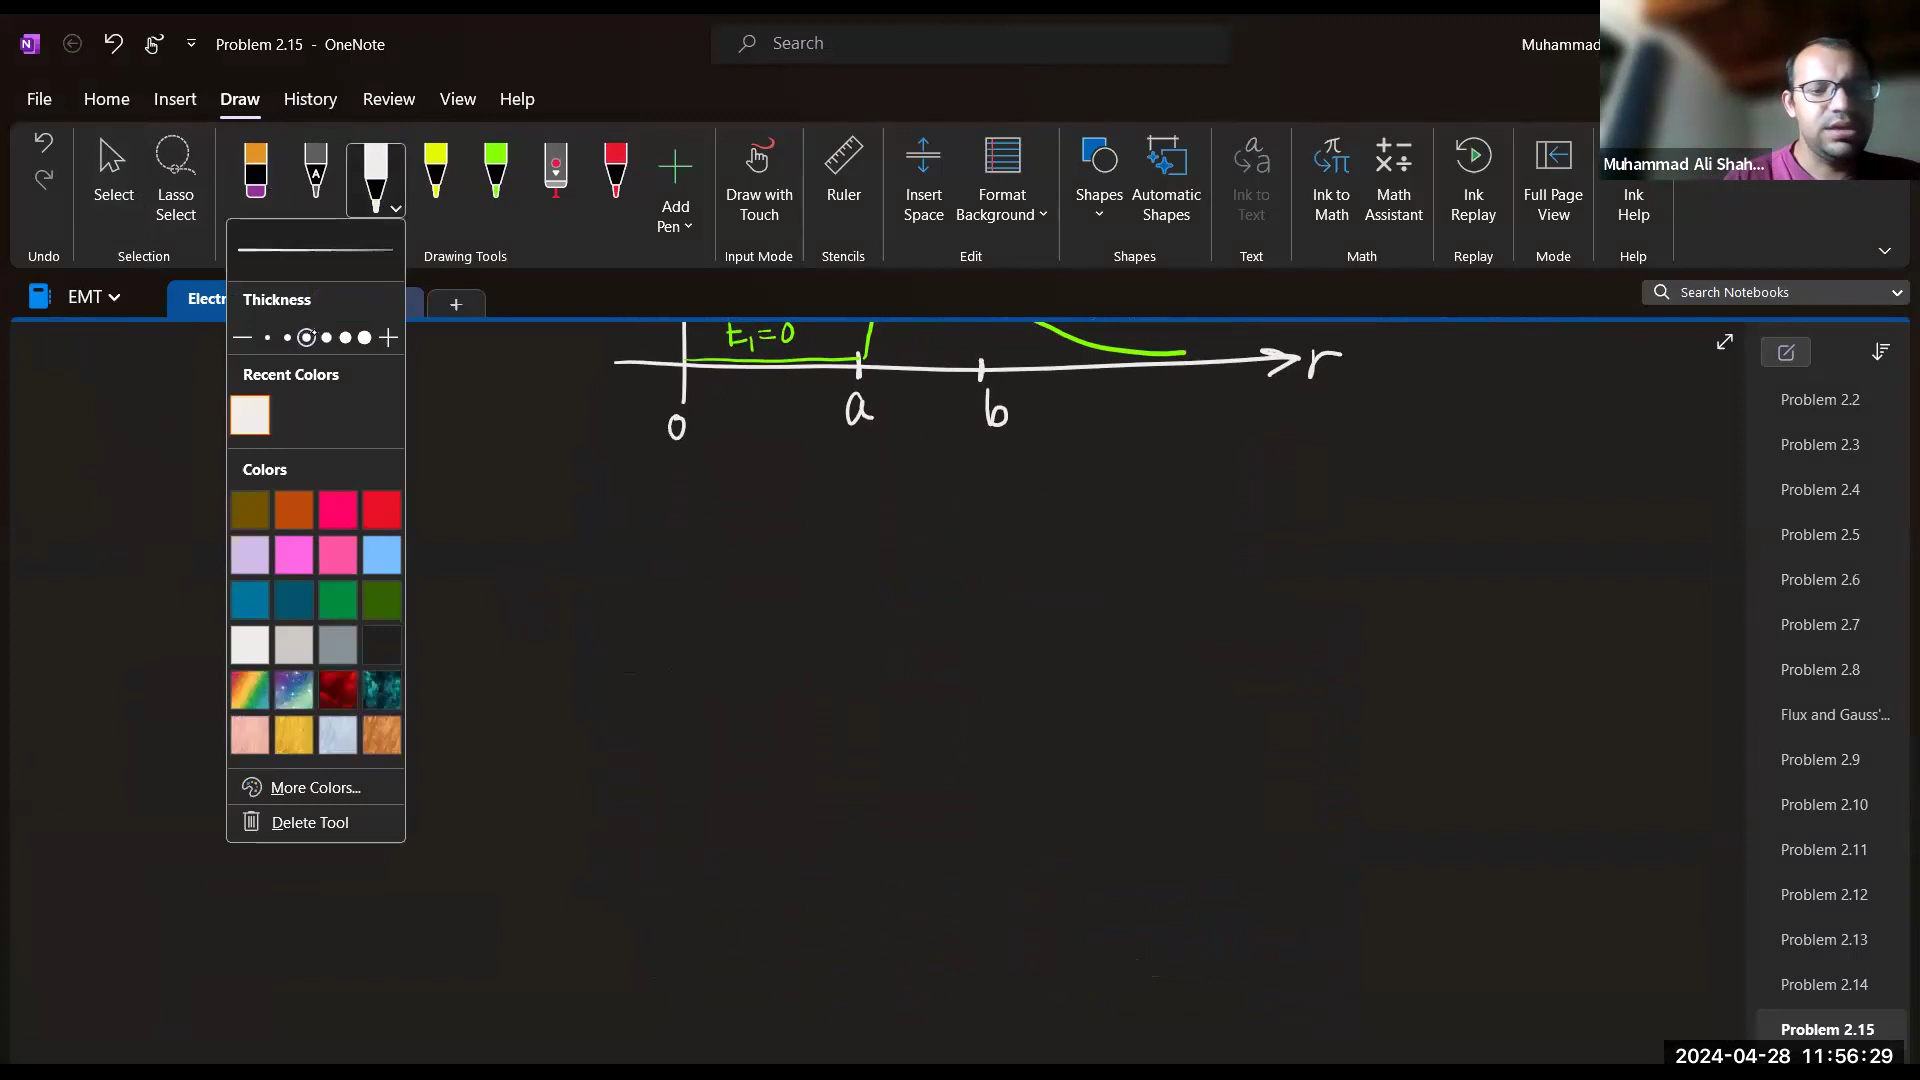 Problem 2.15 - OneNote
Search
Muhammad
File Home Insert Draw History Review View Help
Select
Lasso Select
Add Pen
Draw with Touch
Ruler
Insert Space
Format Background
Shapes
Automatic Shapes
Ink to Text
Ink to Math
Math Assistant
Ink Replay
Full Page View
Ink Help
Muhammad Ali Shah...
Undo Selection Drawing Tools Input Mode Stencils Edit Shapes Text Math Replay Mode Help
EMT
Electr
Search Notebooks
Thickness
Recent Colors
Colors
More Colors...
Delete Tool
E₁=0
r
0 a b
Problem 2.2
Problem 2.3
Problem 2.4
Problem 2.5
Problem 2.6
Problem 2.7
Problem 2.8
Flux and Gauss'...
Problem 2.9
Problem 2.10
Problem 2.11
Problem 2.12
Problem 2.13
Problem 2.14
Problem 2.15
2024-04-28 11:56:29